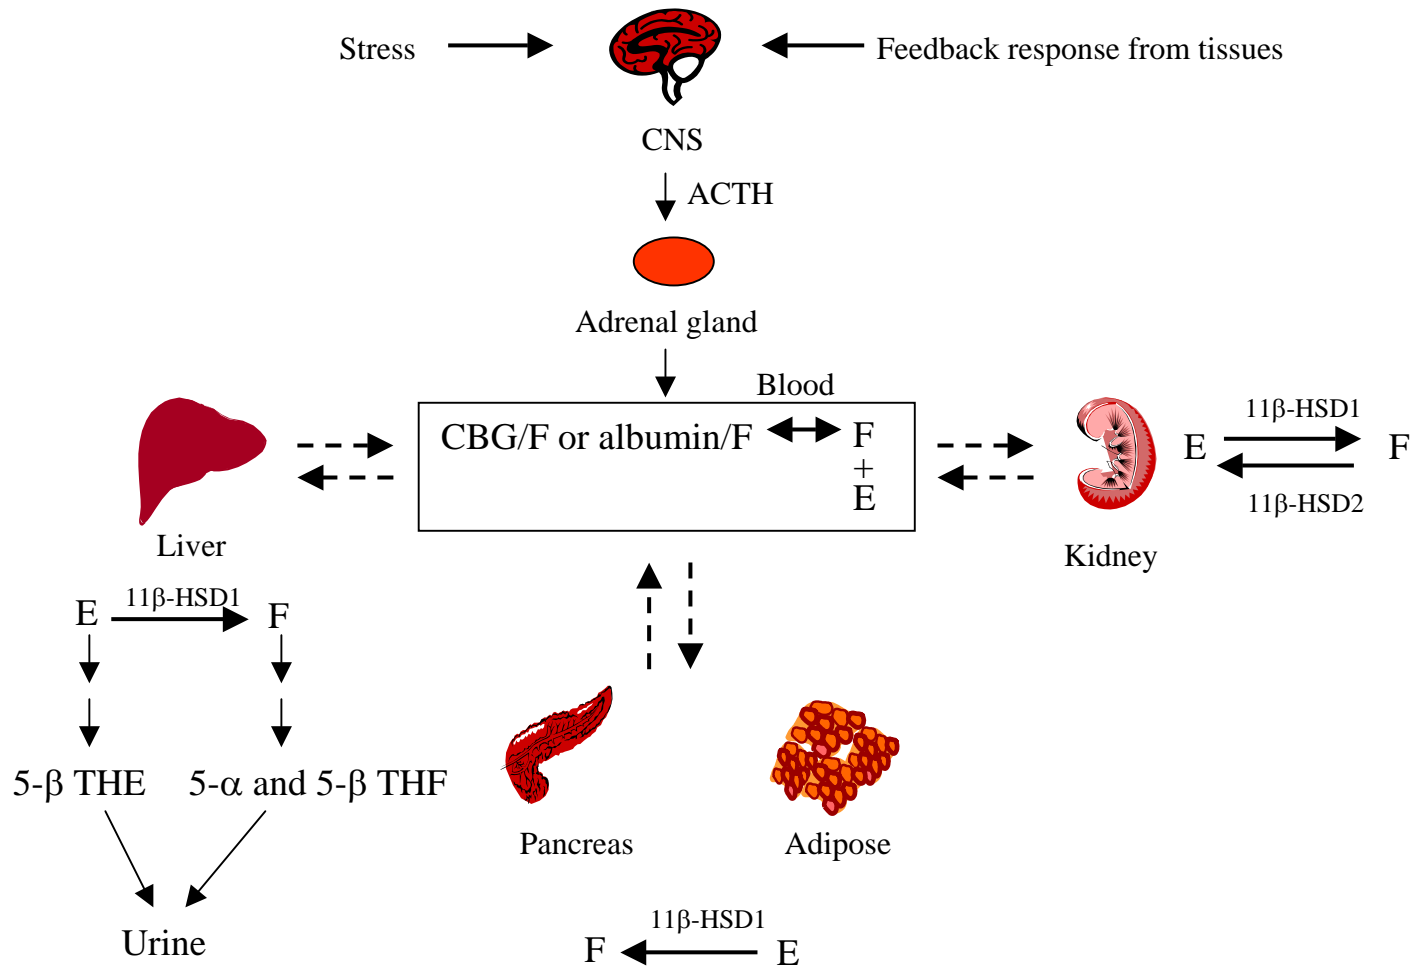 Stress
Feedback response from tissues
CNS
ACTH
Adrenal gland
Blood
CBG/F or albumin/F
F
+
E
Liver
E
11β-HSD1
F
5-β THE
5-α and 5-β THF
Urine
Kidney
E
11β-HSD1
F
11β-HSD2
Pancreas
Adipose
F
11β-HSD1
E